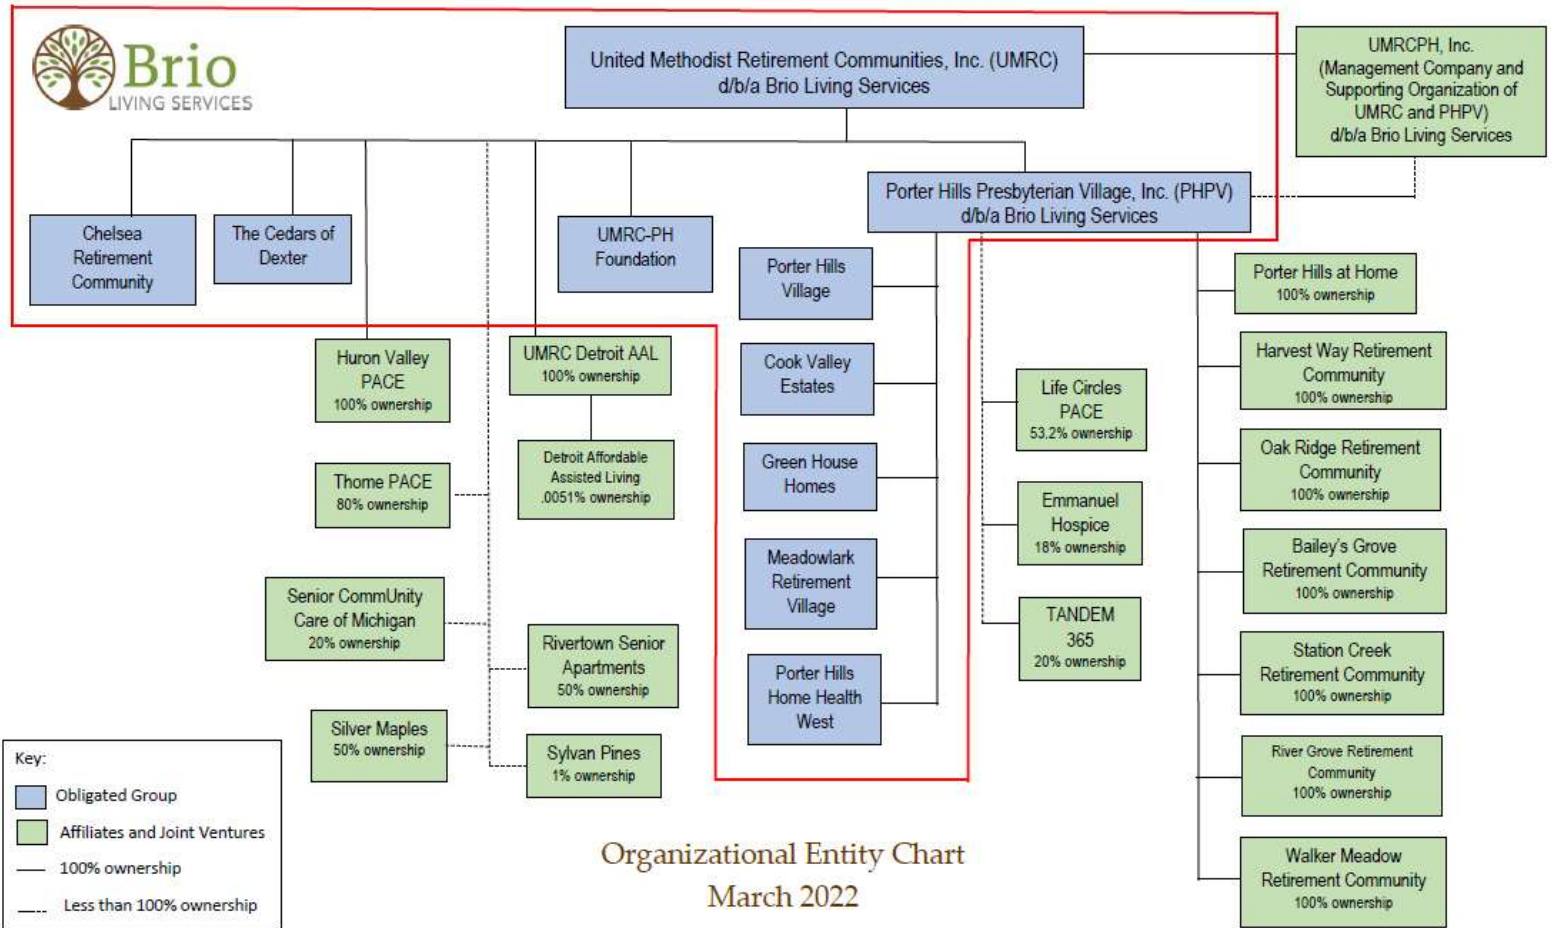 Brio
LIVING SERVICES
United Methodist Retirement Communities, Inc. (UMRC)
d/b/a Brio Living Services
UMRCPH, Inc.
(Management Company and
Supporting Organization of
UMRC and PHPV)
d/b/a Brio Living Services
Porter Hills Presbyterian Village, Inc. (PHPV)
d/b/a Brio Living Services
Chelsea
Retirement
Community
The Cedars of
Dexter
UMRC-PH
Foundation
Huron Valley
PACE
100% ownership
UMRC Detroit AAL
100% ownership
Thome PACE
80% ownership
Detroit Affordable
Assisted Living
.0051% ownership
Senior CommUnity
Care of Michigan
20% ownership
Rivertown Senior
Apartments
50% ownership
Silver Maples
50% ownership
Sylvan Pines
1% ownership
Porter Hills
Village
Cook Valley
Estates
Green House
Homes
Meadowlark
Retirement
Village
Porter Hills
Home Health
West
Life Circles
PACE
53.2% ownership
Emmanuel
Hospice
18% ownership
TANDEM
365
20% ownership
Porter Hills at Home
100% ownership
Harvest Way Retirement
Community
100% ownership
Oak Ridge Retirement
Community
100% ownership
Bailey's Grove
Retirement Community
100% ownership
Station Creek
Retirement Community
100% ownership
River Grove Retirement
Community
100% ownership
Walker Meadow
Retirement Community
100% ownership
Key:
Obligated Group
Affiliates and Joint Ventures
100% ownership
Less than 100% ownership
Organizational Entity Chart
March 2022